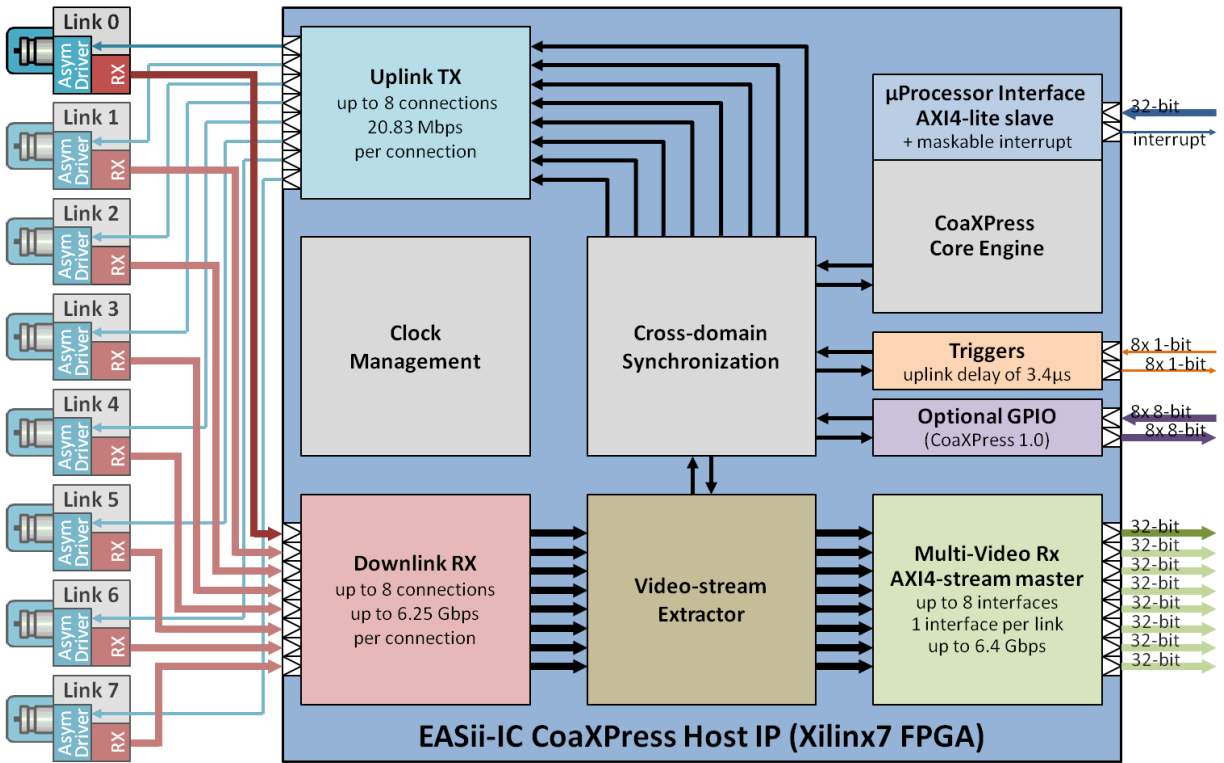 Link 0
Asym
Driver
RX
Link 1
Asym
Driver
RX
Link 2
Asym
Driver
RX
Link 3
Asym
Driver
RX
Link 4
Asym
Driver
RX
Link 5
Asym
Driver
RX
Link 6
Asym
Driver
RX
Link 7
Asym
Driver
RX
Uplink TX
up to 8 connections
20.83 Mbps
per connection
µProcessor Interface
AXI4-lite slave
+ maskable interrupt
32-bit
interrupt
CoaXPress
Core Engine
Clock
Management
Cross-domain
Synchronization
Triggers
uplink delay of 3.4µs
8x 1-bit
8x 1-bit
Optional GPIO
(CoaXPress 1.0)
8x 8-bit
8x 8-bit
Downlink RX
up to 8 connections
up to 6.25 Gbps
per connection
Video-stream
Extractor
Multi-Video Rx
AXI4-stream master
up to 8 interfaces
1 interface per link
up to 6.4 Gbps
32-bit
32-bit
32-bit
32-bit
32-bit
32-bit
32-bit
32-bit
EASii-IC CoaXPress Host IP (Xilinx7 FPGA)